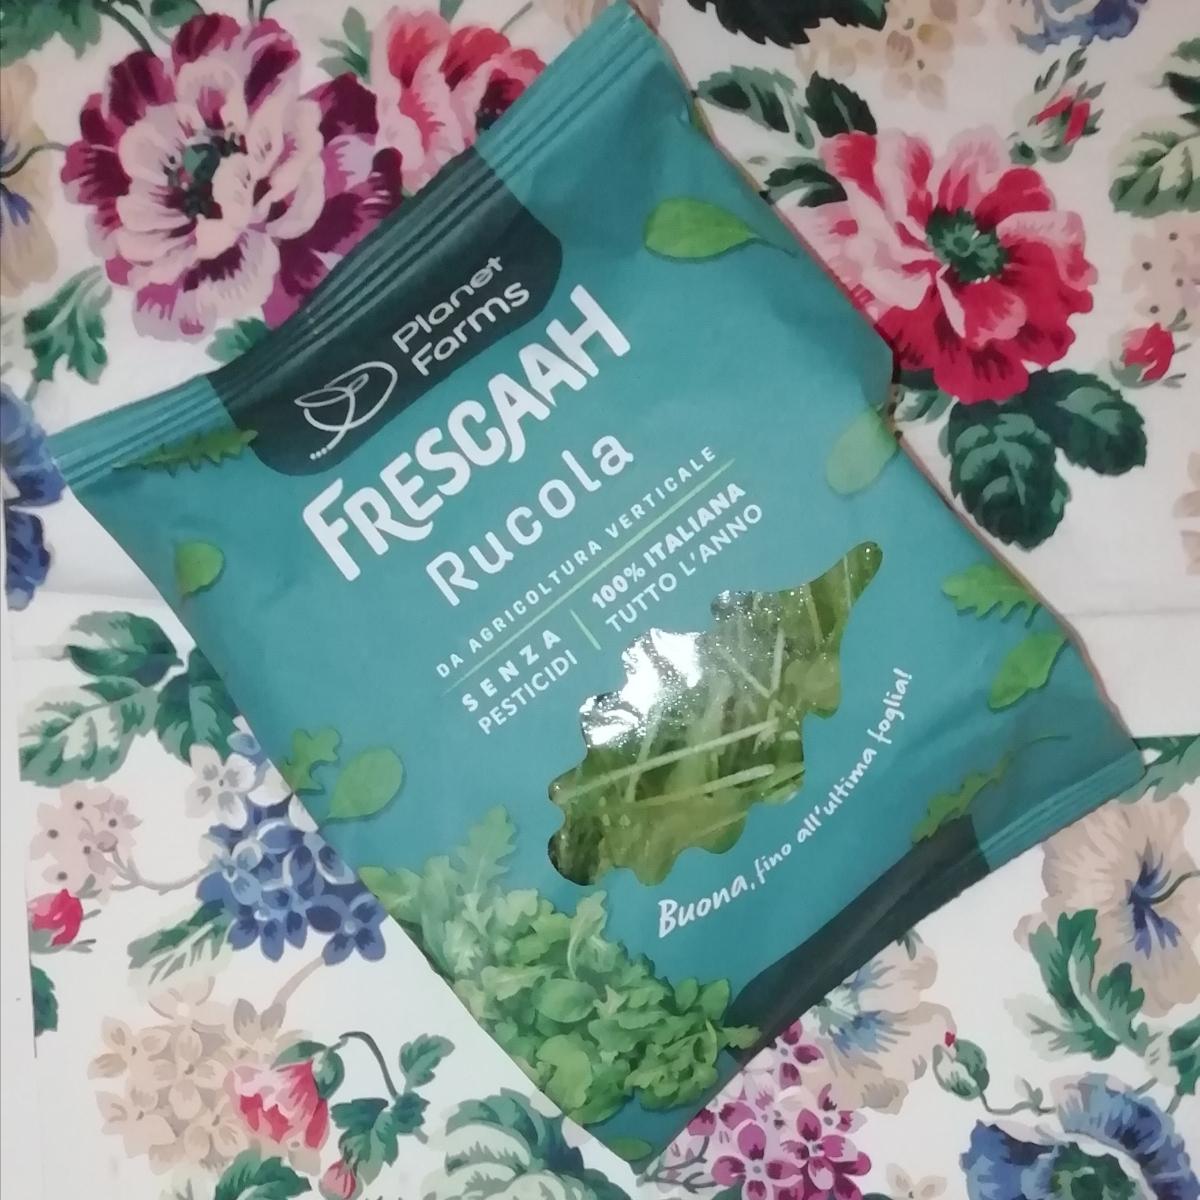 Planet
Farms
FRESCAAH
Rucola
DA AGRICOLTURA VERTICALE
SENZA
PESTICIDI
100% ITALIANA
TUTTO L'ANNO
Buona, fino all'ultima foglia!